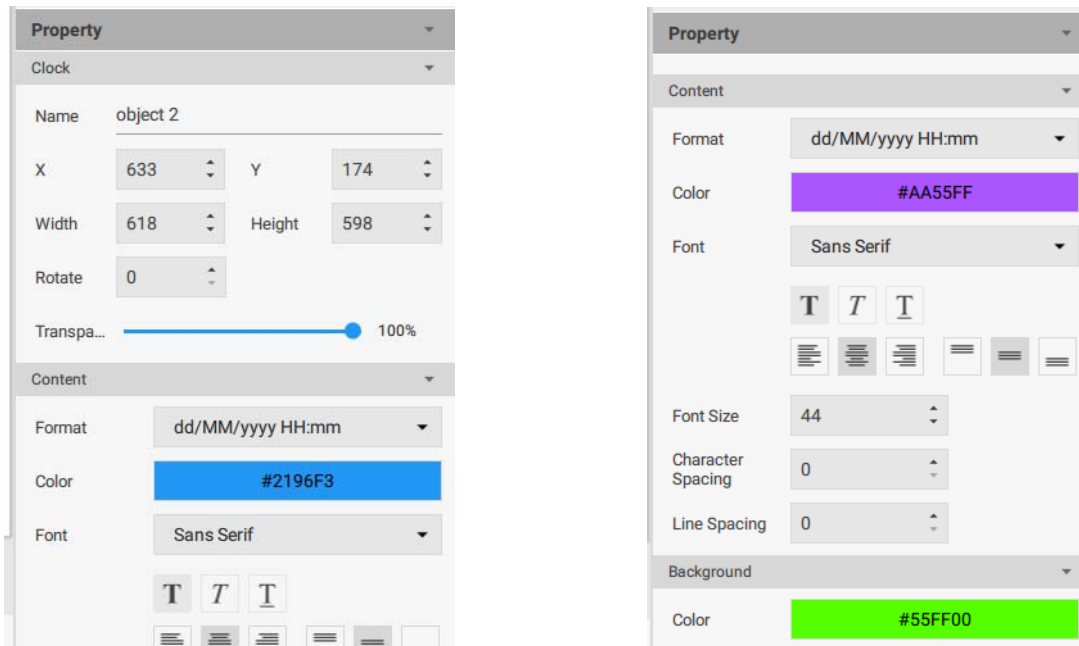 Property
Clock
Name object 2
X 633 Y 174
Width 618 Height 598
Rotate 0
Transpa... 100%
Content
Format dd/MM/yyyy HH:mm
Color #2196F3
Font Sans Serif
T T T
Property
Content
Format dd/MM/yyyy HH:mm
Color #AA55FF
Font Sans Serif
T T T
Font Size 44
Character
Spacing 0
Line Spacing 0
Background
Color #55FF00